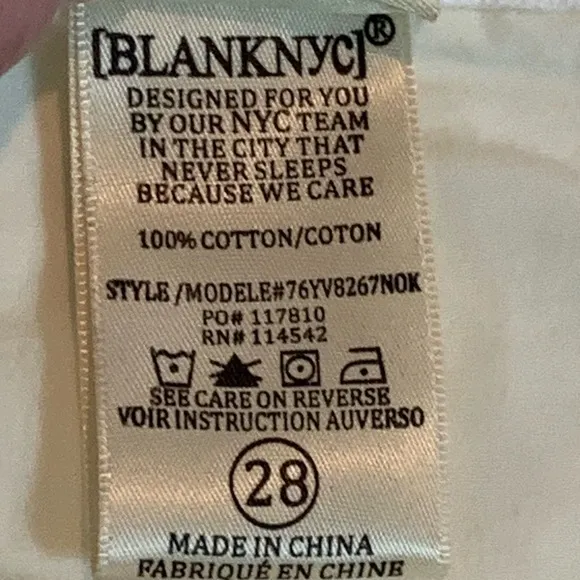 [BLANKNYC]®
DESIGNED FOR YOU
BY OUR NYC TEAM
IN THE CITY THAT
NEVER SLEEPS
BECAUSE WE CARE
100% COTTON/COTON
STYLE/MODELE#76YV8267NOK
PO# 117810
RN# 114542
SEE CARE ON REVERSE
VOIR INSTRUCTION AUVERSO
28
MADE IN CHINA
FABRIQUÉ EN CHINE